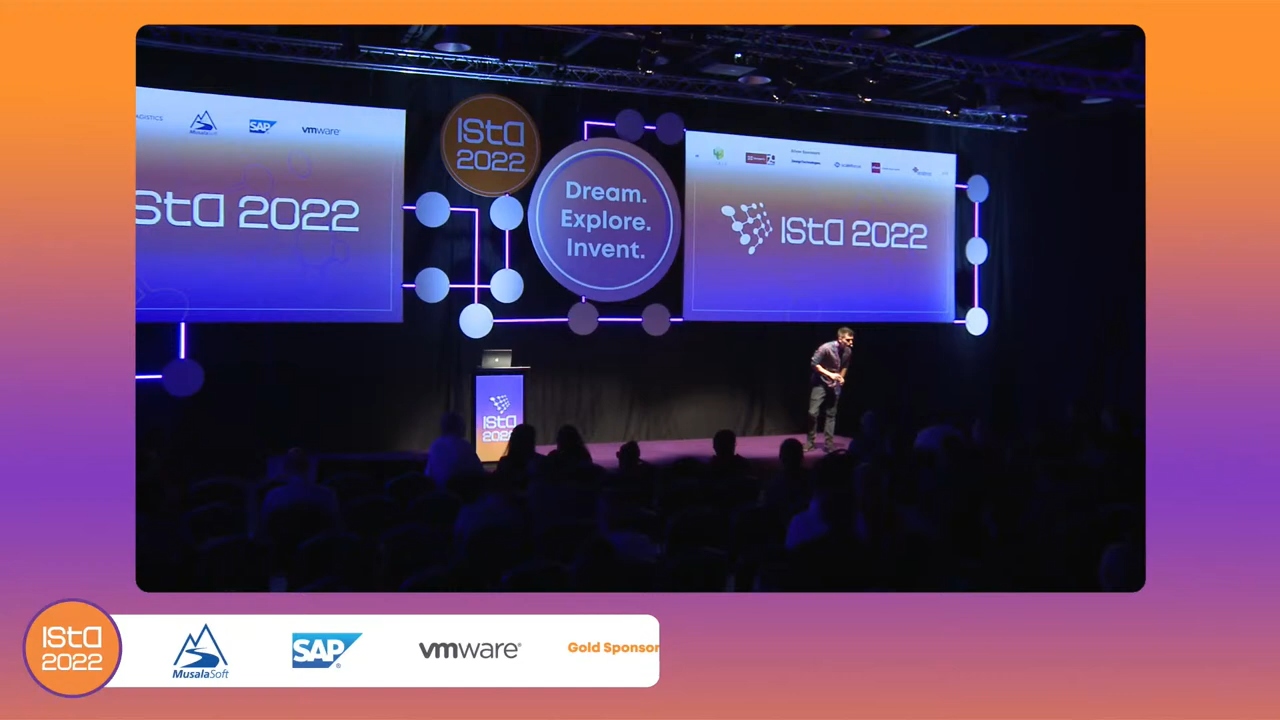 MusalaSoft
SAP
vmware
ISta
2022
Dream.
Explore.
Invent.
Sta 2022
ISta 2022
ISta
2022
ISta
2022
MusalaSoft
SAP
vmware
Gold Sponsor